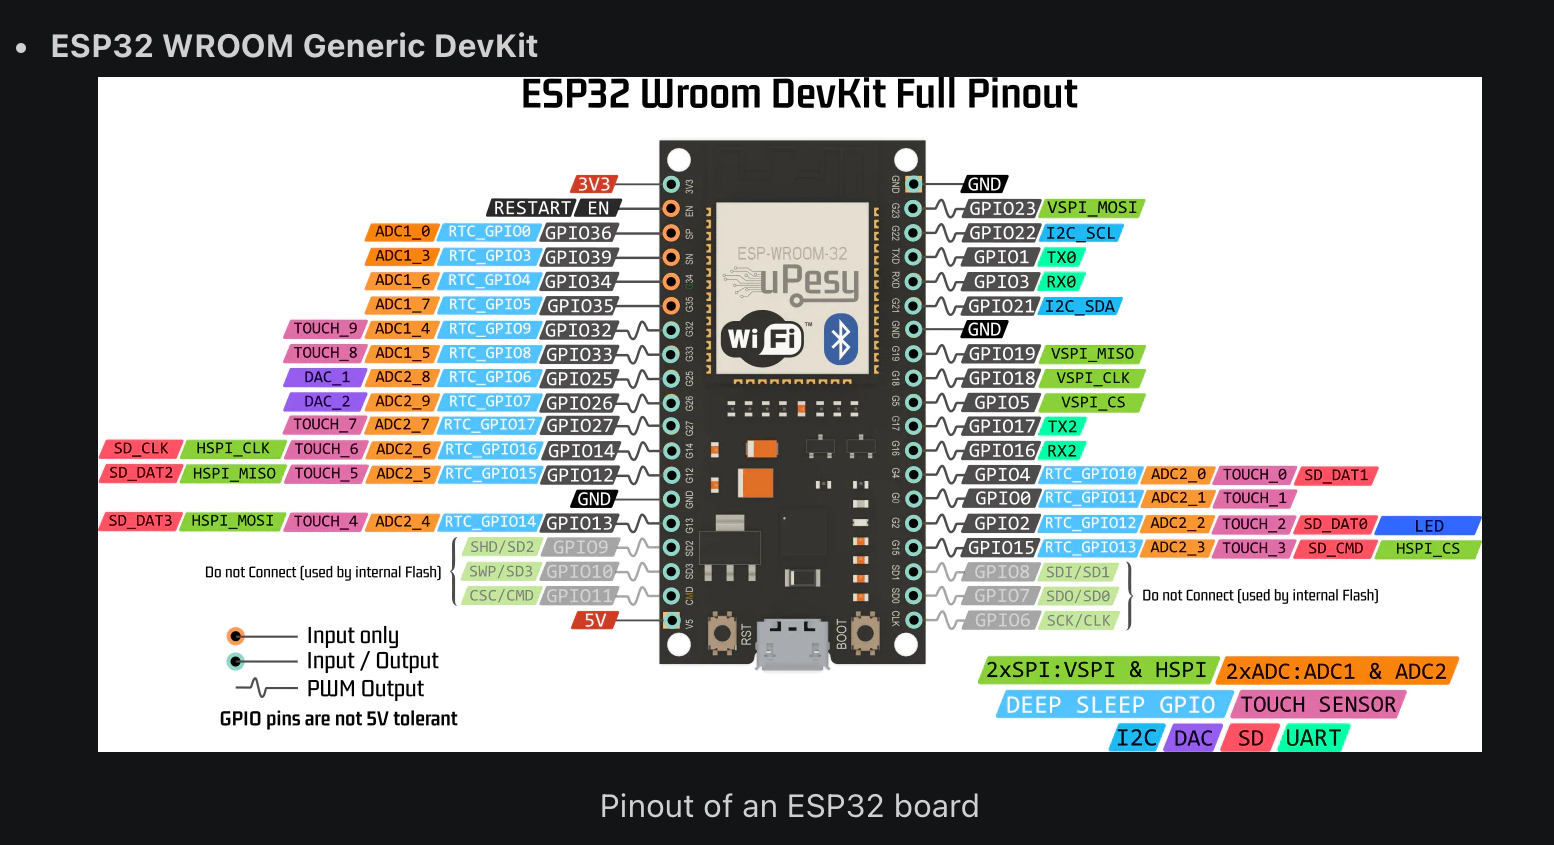 • ESP32 WROOM Generic DevKit
ESP32 Wroom DevKit Full Pinout
3V3
RESTART EN
ADC1_0 RTC_GPIO0 GPIO36
ADC1_3 RTC_GPIO3 GPIO39
ADC1_6 RTC_GPIO4 GPIO34
ADC1_7 RTC_GPIO5 GPIO35
TOUCH_9 ADC1_4 RTC_GPIO9 GPIO32
TOUCH_8 ADC1_5 RTC_GPIO8 GPIO33
DAC_1 ADC2_8 RTC_GPIO6 GPIO25
DAC_2 ADC2_9 RTC_GPIO7 GPIO26
TOUCH_7 ADC2_7 RTC_GPIO17 GPIO27
SD_CLK HSPI_CLK TOUCH_6 ADC2_6 RTC_GPIO16 GPIO14
SD_DAT2 HSPI_MISO TOUCH_5 ADC2_5 RTC_GPIO15 GPIO12
GND
SD_DAT3 HSPI_MOSI TOUCH_4 ADC2_4 RTC_GPIO14 GPIO13
SHD/SD2 GPIO9
SWP/SD3 GPIO10
CSC/CMD GPIO11
Do not Connect (used by internal Flash)
5V
3V3
EN
SP
SN
G34
G35
G32
G33
G25
G26
G27
G14
G12
GND
G13
SD2
SD3
CMD
V5
ESP-WROOM-32
uPesy
Wi Fi ™
RST
BOOT
GND
G23
G22
TXD
RXD
G21
GND
G19
G18
G5
G17
G16
G4
G0
G2
G15
SD1
SD0
CLK
GND
GPIO23 VSPI_MOSI
GPIO22 I2C_SCL
GPIO1 TX0
GPIO3 RX0
GPIO21 I2C_SDA
GND
GPIO19 VSPI_MISO
GPIO18 VSPI_CLK
GPIO5 VSPI_CS
GPIO17 TX2
GPIO16 RX2
GPIO4 RTC_GPIO10 ADC2_0 TOUCH_0 SD_DAT1
GPIO0 RTC_GPIO11 ADC2_1 TOUCH_1
GPIO2 RTC_GPIO12 ADC2_2 TOUCH_2 SD_DAT0 LED
GPIO15 RTC_GPIO13 ADC2_3 TOUCH_3 SD_CMD HSPI_CS
GPIO8 SDI/SD1
GPIO7 SDO/SD0
GPIO6 SCK/CLK
Do not Connect (used by internal Flash)
Input only
Input / Output
PWM Output
GPIO pins are not 5V tolerant
2xSPI:VSPI & HSPI 2xADC:ADC1 & ADC2
DEEP SLEEP GPIO TOUCH SENSOR
I2C DAC SD UART
Pinout of an ESP32 board